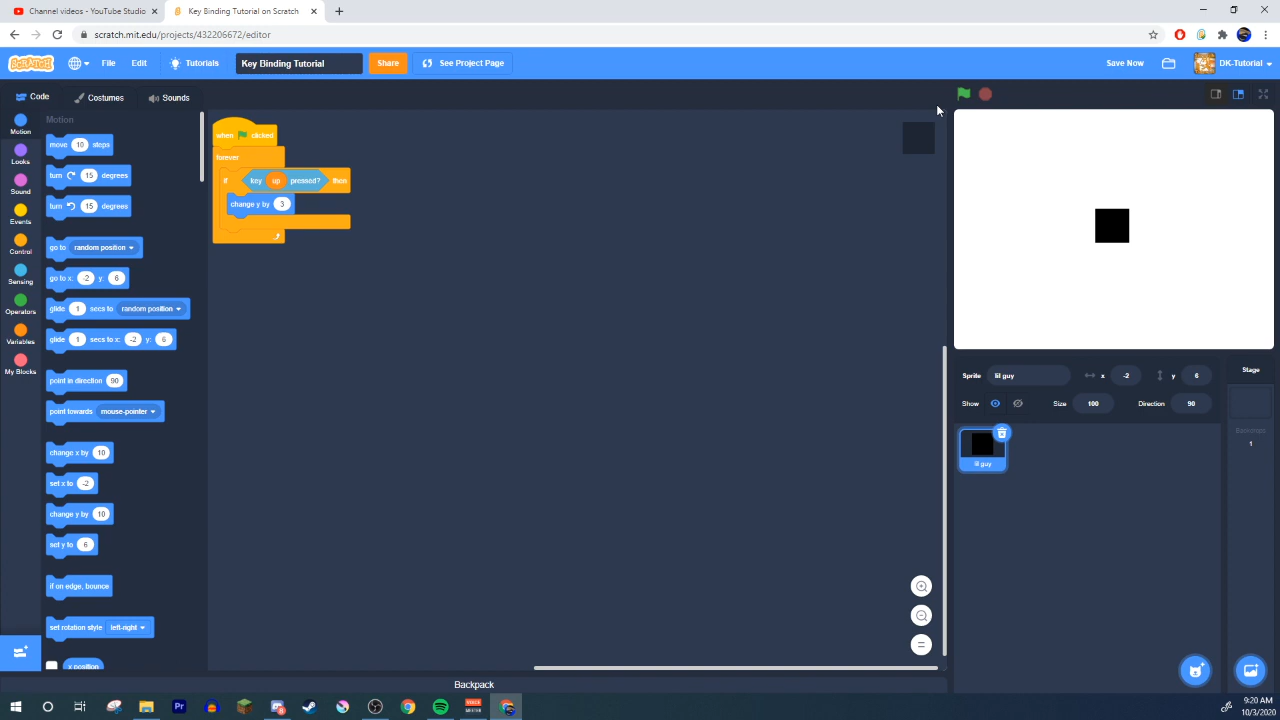 Channel videos - YouTube Studio
Key Binding Tutorial on Scratch
scratch.mit.edu/projects/432206672/editor
SCRATCH
File
Edit
Tutorials
Key Binding Tutorial
Share
See Project Page
Save Now
DK-Tutorial
Code
Costumes
Sounds
Motion
Looks
Sound
Events
Control
Sensing
Operators
Variables
My Blocks
Motion
move 10 steps
turn 15 degrees
turn 15 degrees
go to random position
go to x: -2 y: 6
glide 1 secs to random position
glide 1 secs to x: -2 y: 6
point in direction 90
point towards mouse-pointer
change x by 10
set x to -2
change y by 10
set y to 6
if on edge, bounce
set rotation style left-right
x position
when clicked
forever
if key up pressed? then
change y by 3
Sprite lil guy x -2 y 6
Show Size 100 Direction 90
lil guy
Stage
Backdrops
1
Backpack
Pr
VOICE
MEETER
9:20 AM
10/3/2020